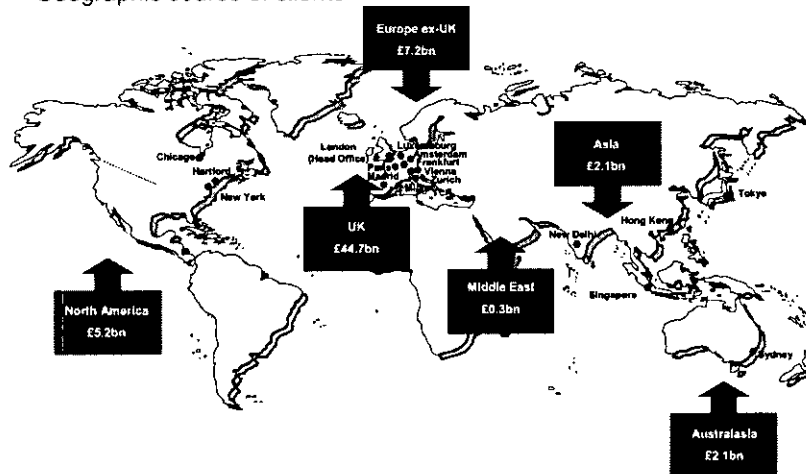 Geographic source of clients
Europe ex-UK
£7.2bn
London
(Head Office)
Luxembourg
Amsterdam
Frankfurt
Vienna
Zurich
Madrid
Chicago
Hartford
New York
Asia
£2.1bn
Tokyo
Hong Kong
New Delhi
UK
£44.7bn
Middle East
£0.3bn
Singapore
North America
£5.2bn
Sydney
Australasia
£2 1bn